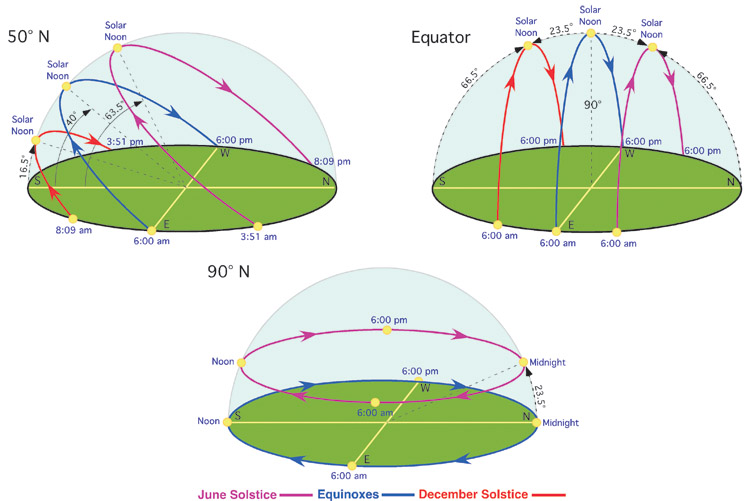 50° N
Solar
Noon
Solar
Noon
Solar
Noon
16.5°
40°
63.5°
3:51 pm
6:00 pm
8:09 pm
S
W
N
E
8:09 am
6:00 am
3:51 am
Equator
Solar
Noon
Solar
Noon
Solar
Noon
23.5°
23.5°
66.5°
66.5°
90°
6:00 pm
6:00 pm
6:00 pm
S
W
N
E
6:00 am
6:00 am
6:00 am
90° N
6:00 pm
Noon
Midnight
6:00 pm
W
23.5°
6:00 am
Noon
S
N
Midnight
E
6:00 am
June Solstice Equinoxes December Solstice